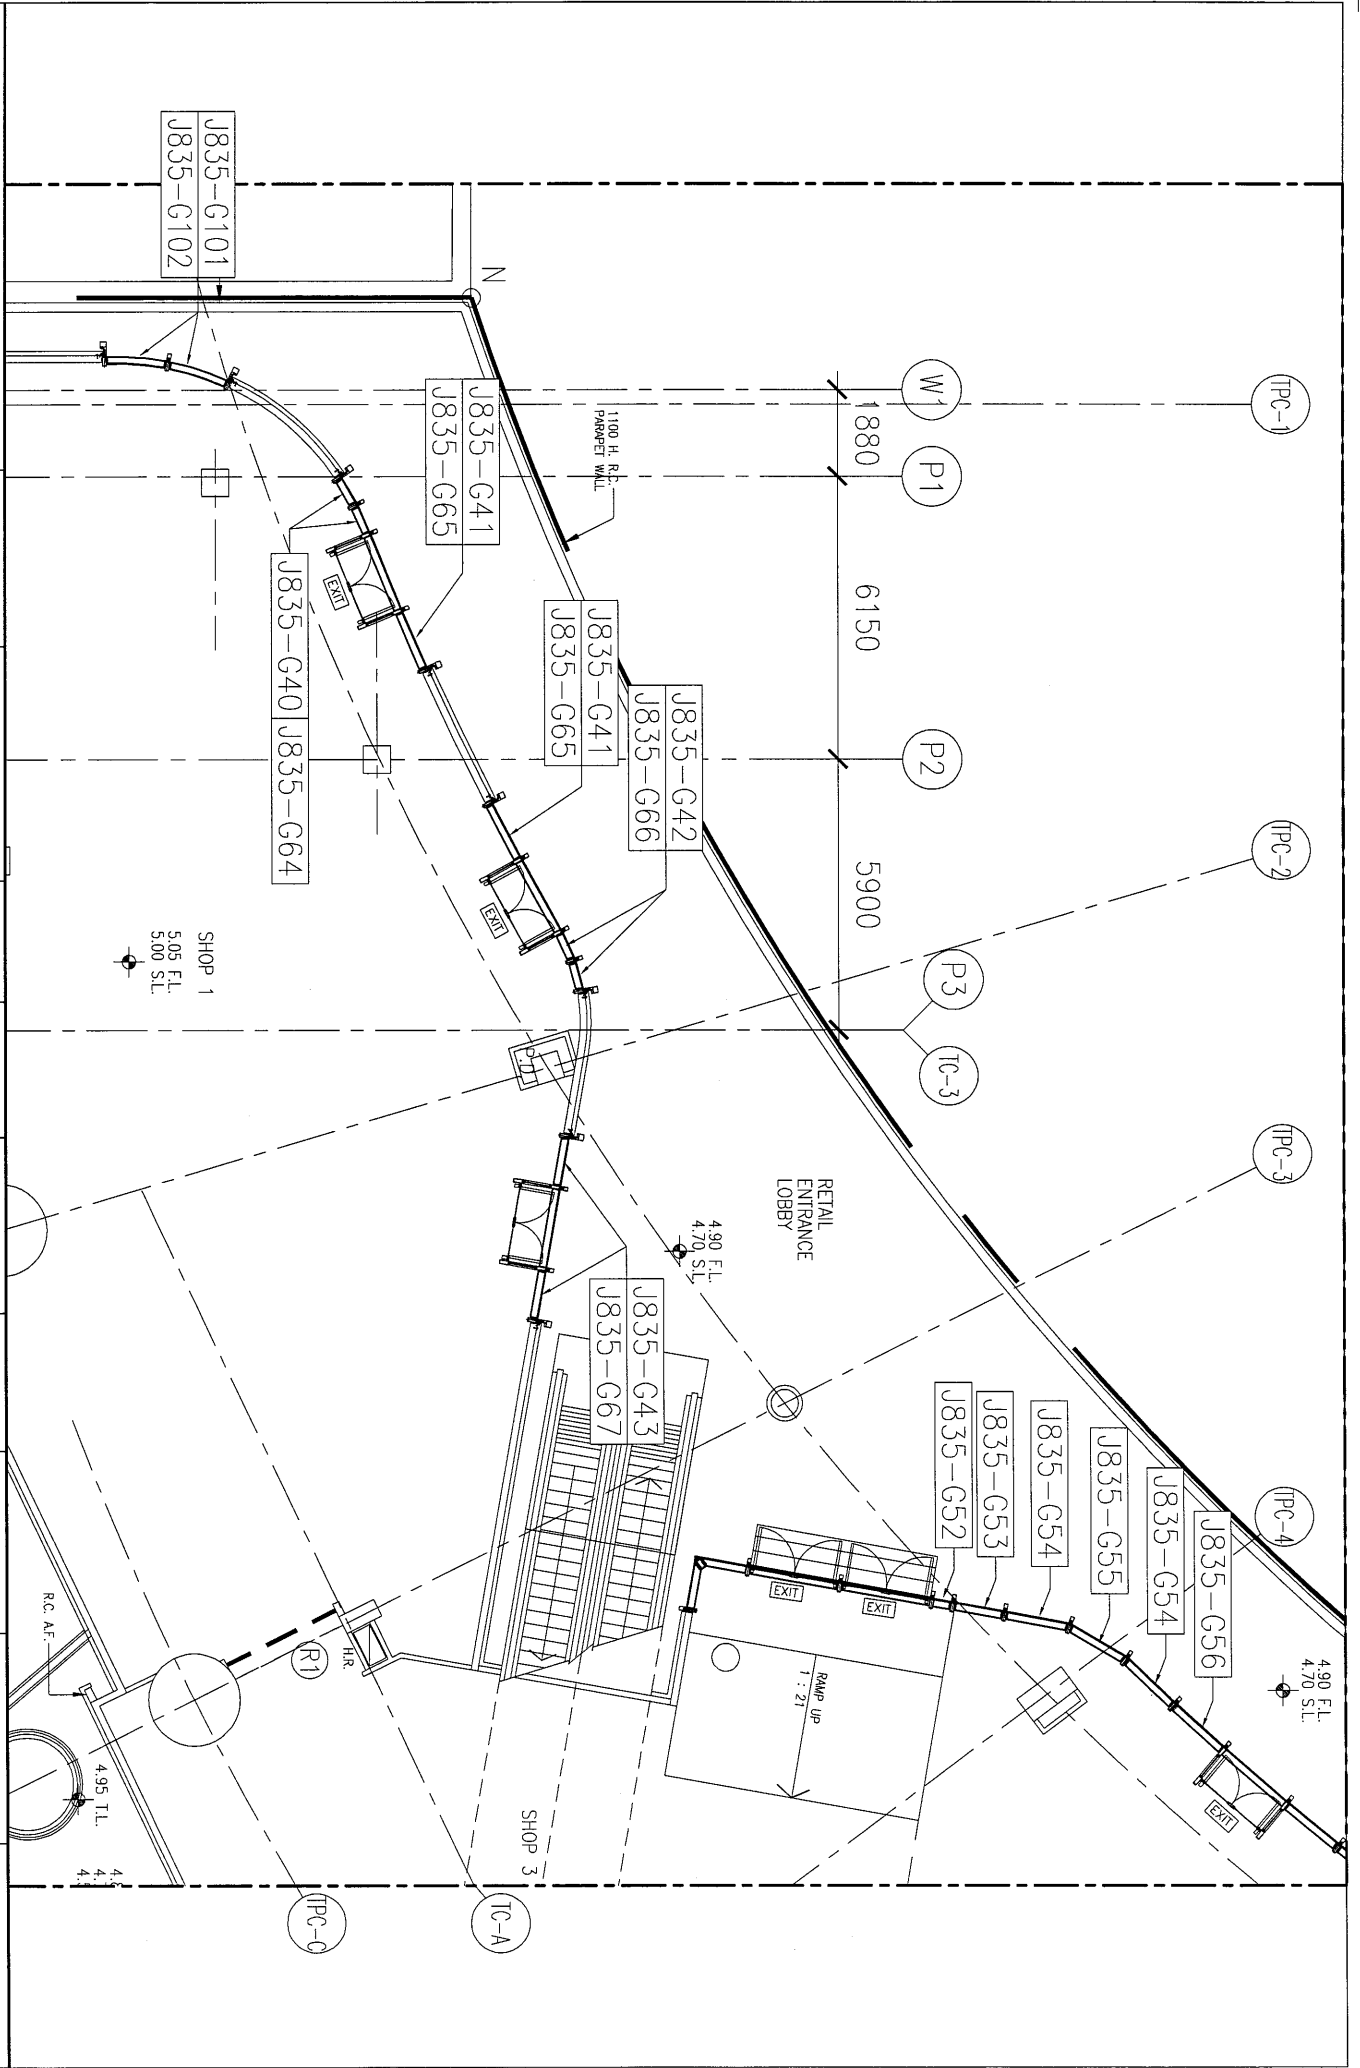 TPC-1
W1
P1
P2
P3
TC-3
TPC-2
TPC-3
TPC-4
1880
6150
5900
N
1100 H. R.C.
PARAPET WALL
J835-G101
J835-G102
J835-G41
J835-G65
J835-G41
J835-G65
J835-G42
J835-G66
J835-G40
J835-G64
EXIT
EXIT
SHOP 1
5.05 F.L.
5.00 S.L.
RETAIL
ENTRANCE
LOBBY
4.90 F.L.
4.70 S.L.
J835-G43
J835-G67
J835-G52
J835-G53
J835-G54
J835-G55
J835-G54
J835-G56
4.90 F.L.
4.70 S.L.
EXIT
EXIT
EXIT
RAMP UP
1 : 21
SHOP 3
H.R.
R1
R.C. A.F.
4.95 T.L.
TC-A
TPC-C